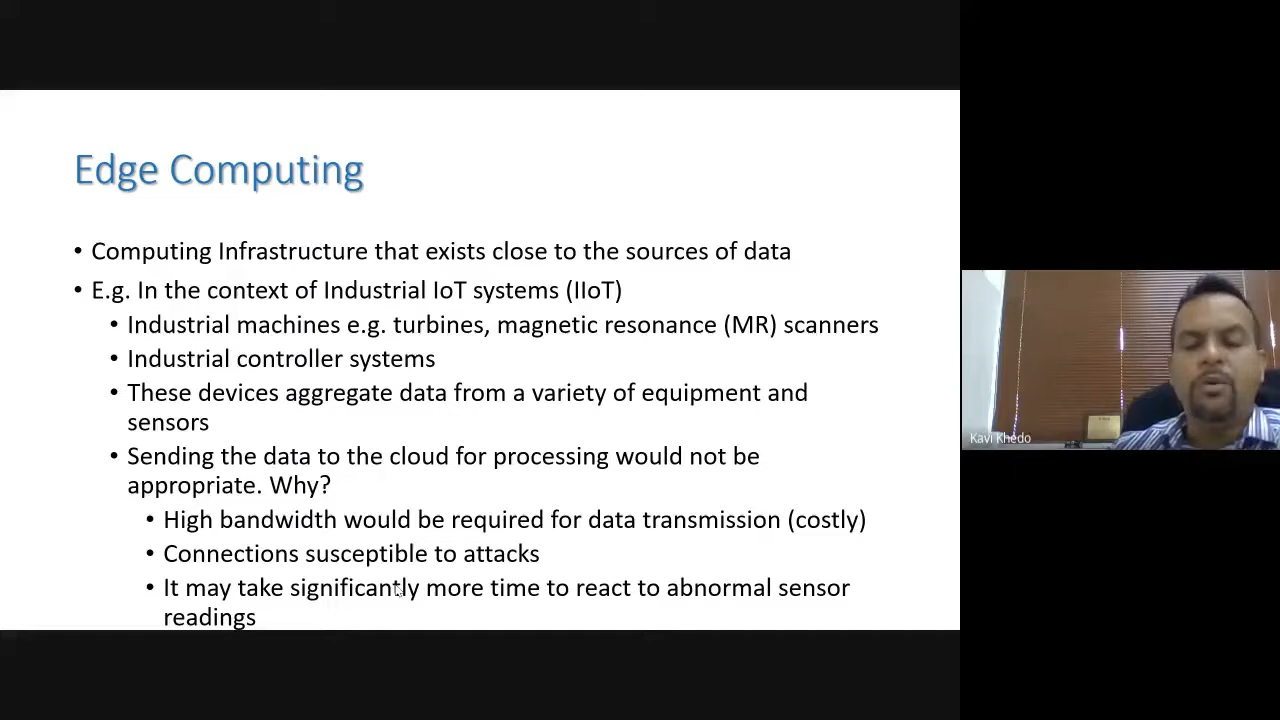 Edge Computing
• Computing Infrastructure that exists close to the sources of data
• E.g. In the context of Industrial IoT systems (IIoT)
• Industrial machines e.g. turbines, magnetic resonance (MR) scanners
• Industrial controller systems
• These devices aggregate data from a variety of equipment and
sensors
• Sending the data to the cloud for processing would not be
appropriate. Why?
• High bandwidth would be required for data transmission (costly)
• Connections susceptible to attacks
• It may take significantly more time to react to abnormal sensor
readings
Kavi Khedo